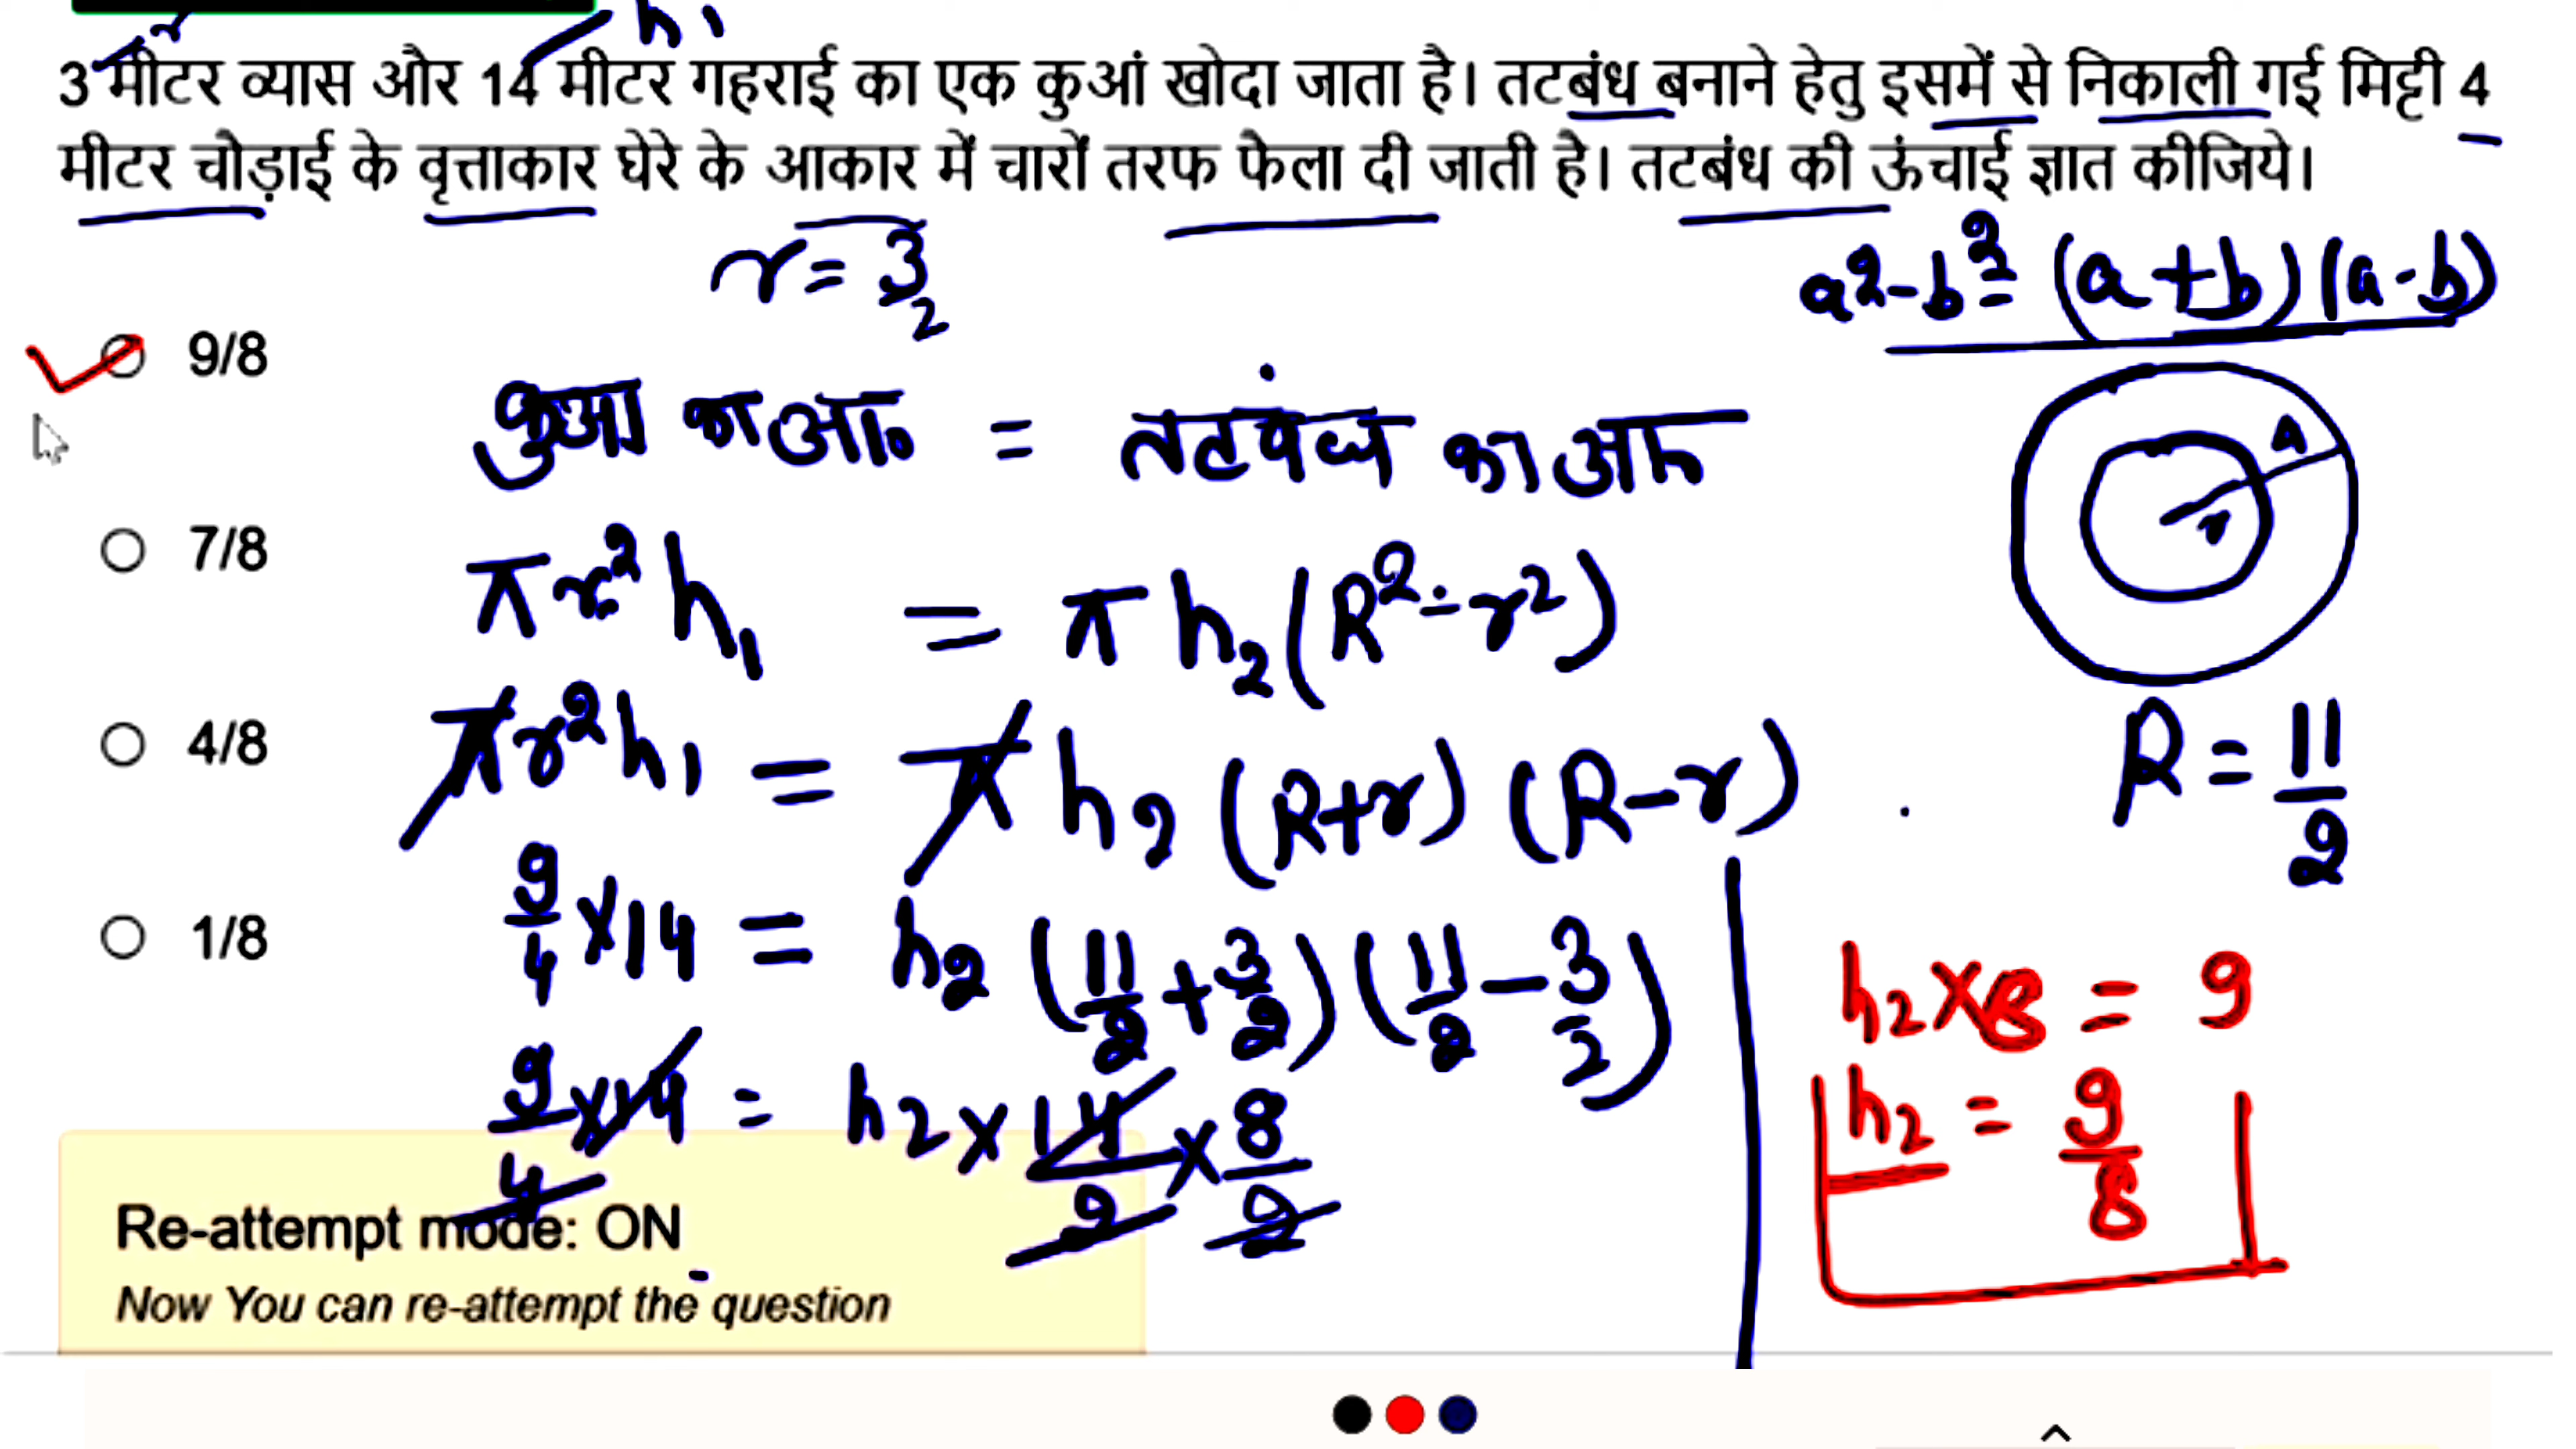 r h1
3 मीटर व्यास और 14 मीटर गहराई का एक कुआं खोदा जाता है। तटबंध बनाने हेतु इसमें से निकाली गई मिट्टी 4
मीटर चौड़ाई के वृत्ताकार घेरे के आकार में चारों तरफ फैला दी जाती है। तटबंध की ऊंचाई ज्ञात कीजिये।
r = 3/2
a2-b2 = (a+b)(a-b)
9/8
कुआ का आ० = तटबंध का आ०
4
r
7/8
πr²h₁ = πh₂(R²-r²)
4/8
πr²h₁ = πh₂(R+r)(R-r)
R = 11/2
1/8
9/4×14 = h₂(11/2+3/2)(11/2-3/2)
h₂×8 = 9
9/4×14 = h₂×14/2×8/2
h₂ = 9/8
Re-attempt mode: ON
Now You can re-attempt the question